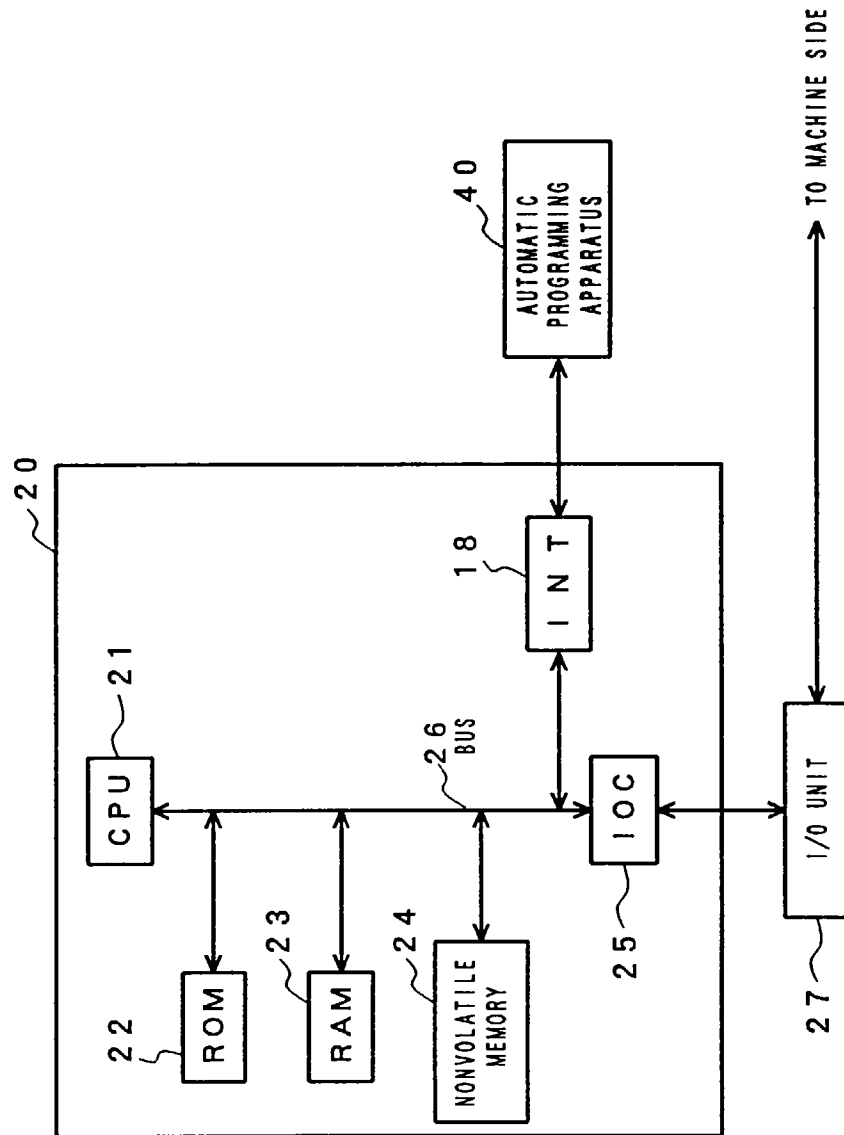 20
21
CPU
22
ROM
23
RAM
24
NONVOLATILE
MEMORY
26
BUS
18
INT
25
IOC
40
AUTOMATIC
PROGRAMMING
APPARATUS
27
I/O UNIT
TO MACHINE SIDE